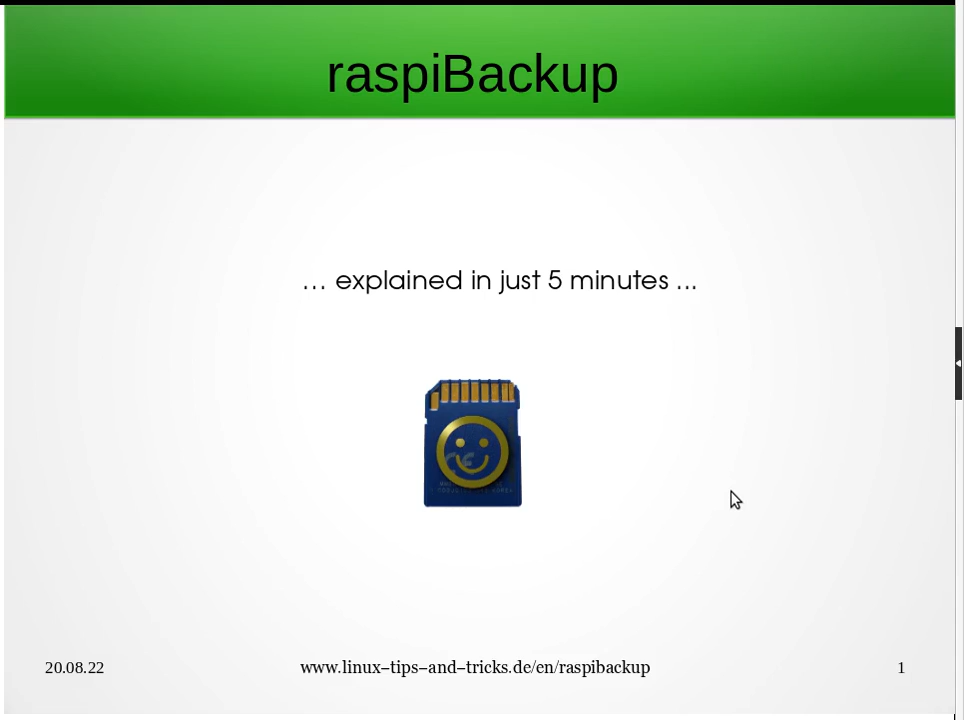 raspiBackup
... explained in just 5 minutes ...
20.08.22
www.linux-tips-and-tricks.de/en/raspibackup
1